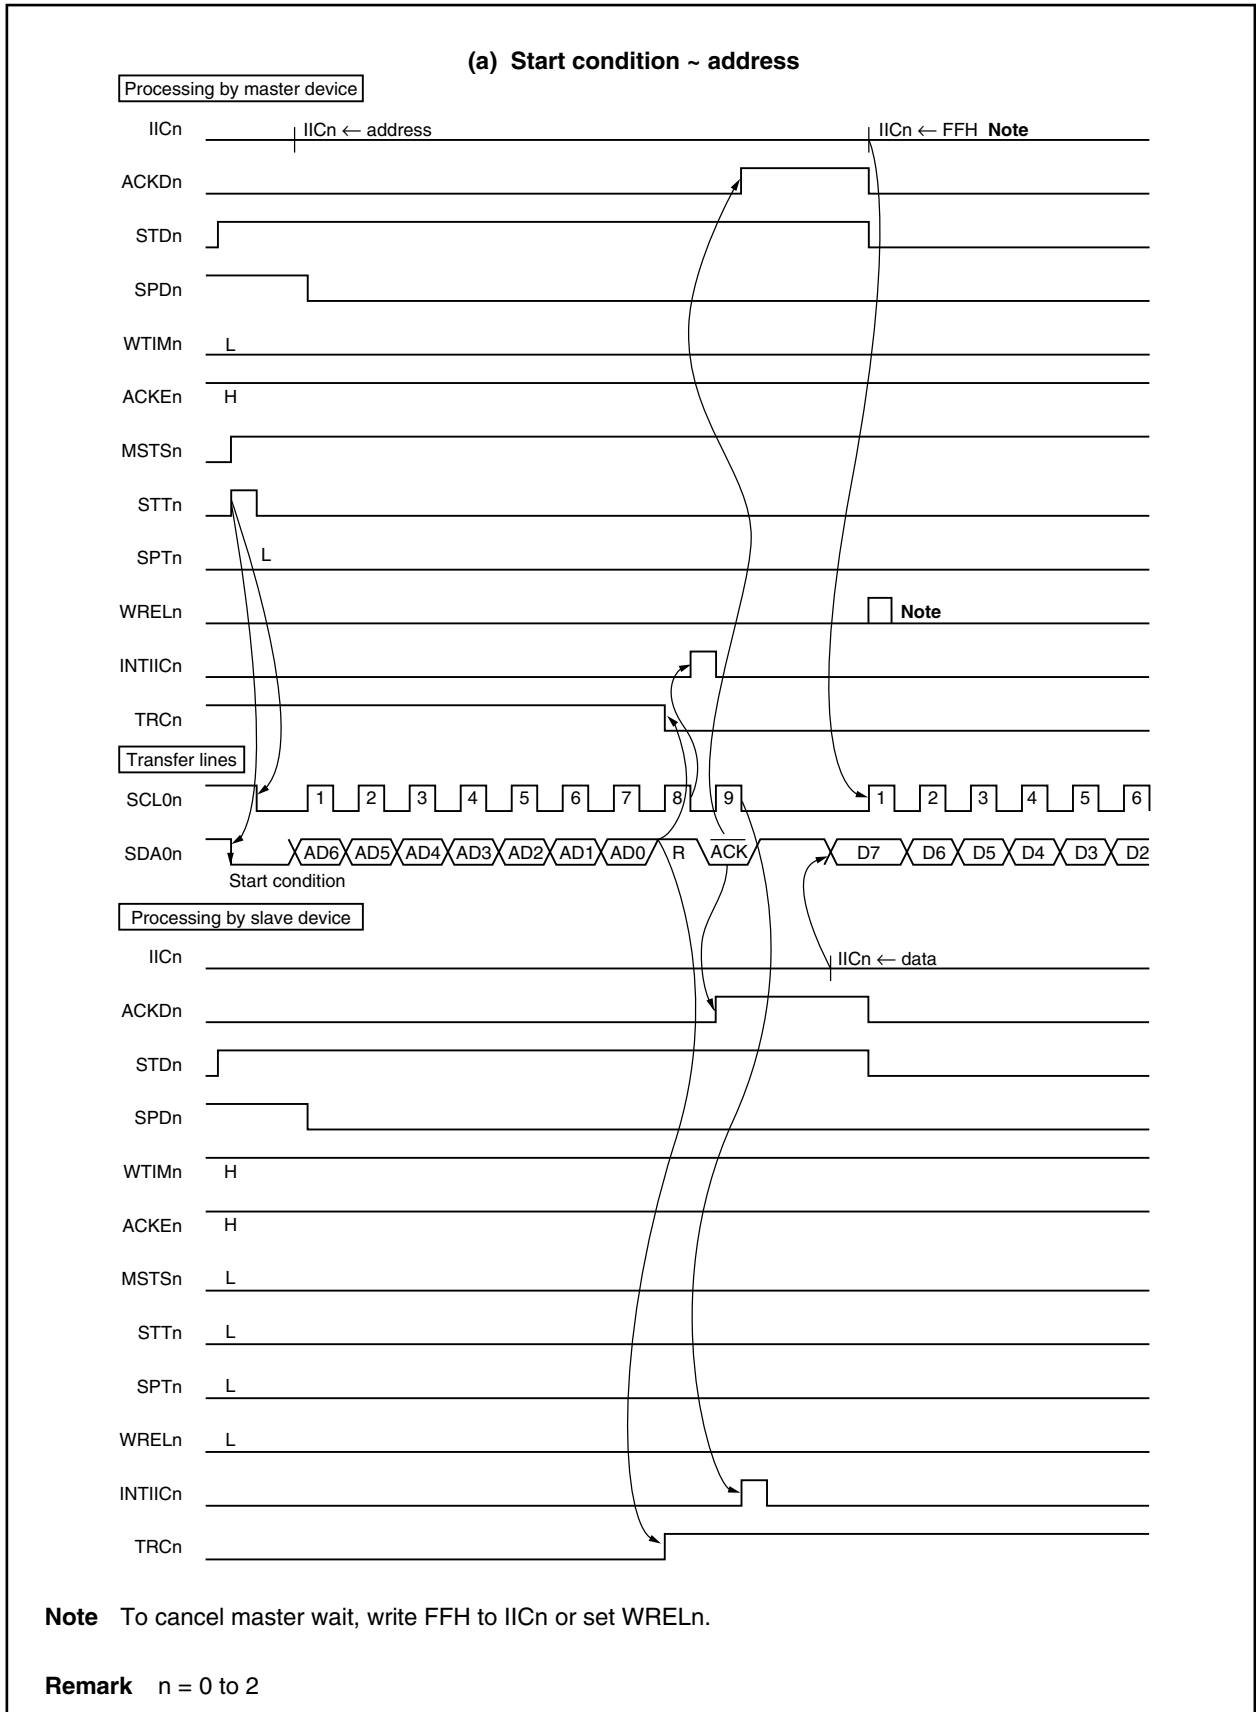 (a) Start condition ~ address
Processing by master device
IICn IICn ← address IICn ← FFH Note
ACKDn
STDn
SPDn
WTIMn L
ACKEn H
MSTSn
STTn
SPTn L
WRELn Note
INTIICn
TRCn
Transfer lines
SCL0n 1 2 3 4 5 6 7 8 9 1 2 3 4 5 6
SDA0n AD6 AD5 AD4 AD3 AD2 AD1 AD0 R ACK D7 D6 D5 D4 D3 D2
Start condition
Processing by slave device
IICn IICn ← data
ACKDn
STDn
SPDn
WTIMn H
ACKEn H
MSTSn L
STTn L
SPTn L
WRELn L
INTIICn
TRCn
Note To cancel master wait, write FFH to IICn or set WRELn.
Remark n = 0 to 2